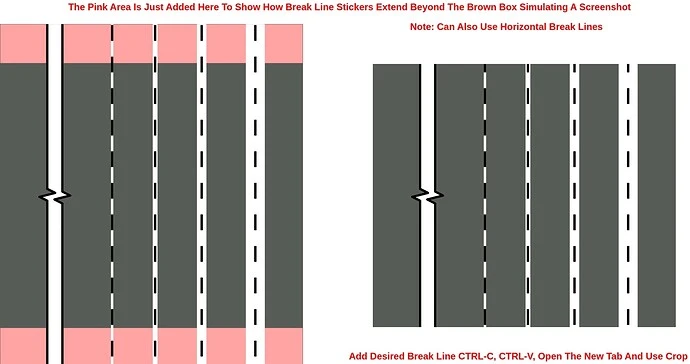 The Pink Area Is Just Added Here To Show How Break Line Stickers Extend Beyond The Brown Box Simulating A Screenshot
Note: Can Also Use Horizontal Break Lines
Add Desired Break Line CTRL-C, CTRL-V, Open The New Tab And Use Crop